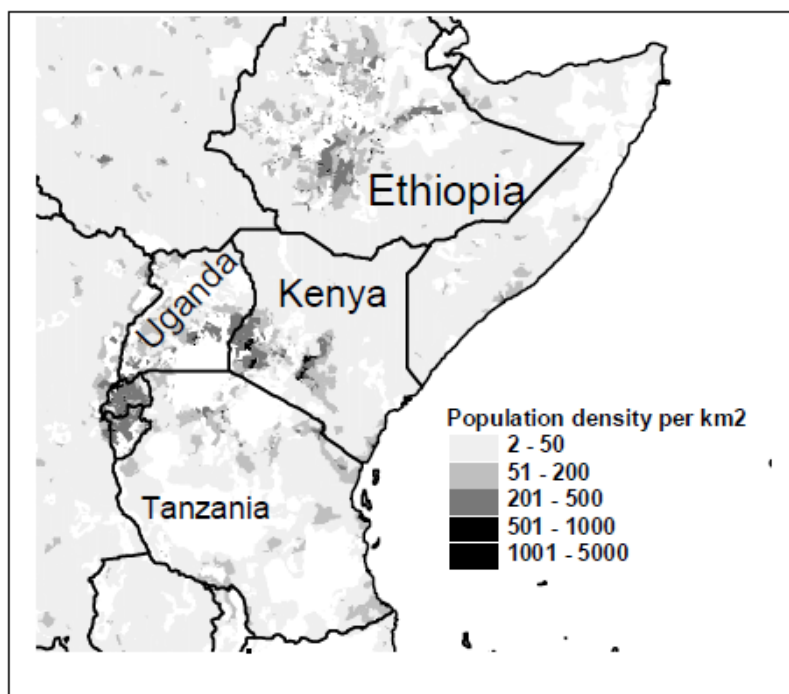 Ethiopia
Uganda
Kenya
Tanzania
Population density per km2
2 - 50
51 - 200
201 - 500
501 - 1000
1001 - 5000